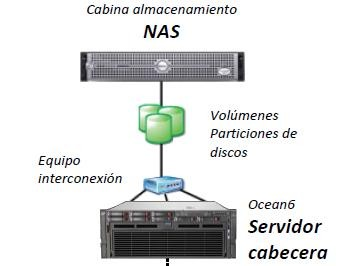 Cabina almacenamiento
NAS
Volúmenes
Particiones de
discos
Equipo
interconexión
Ocean6
Servidor
cabecera